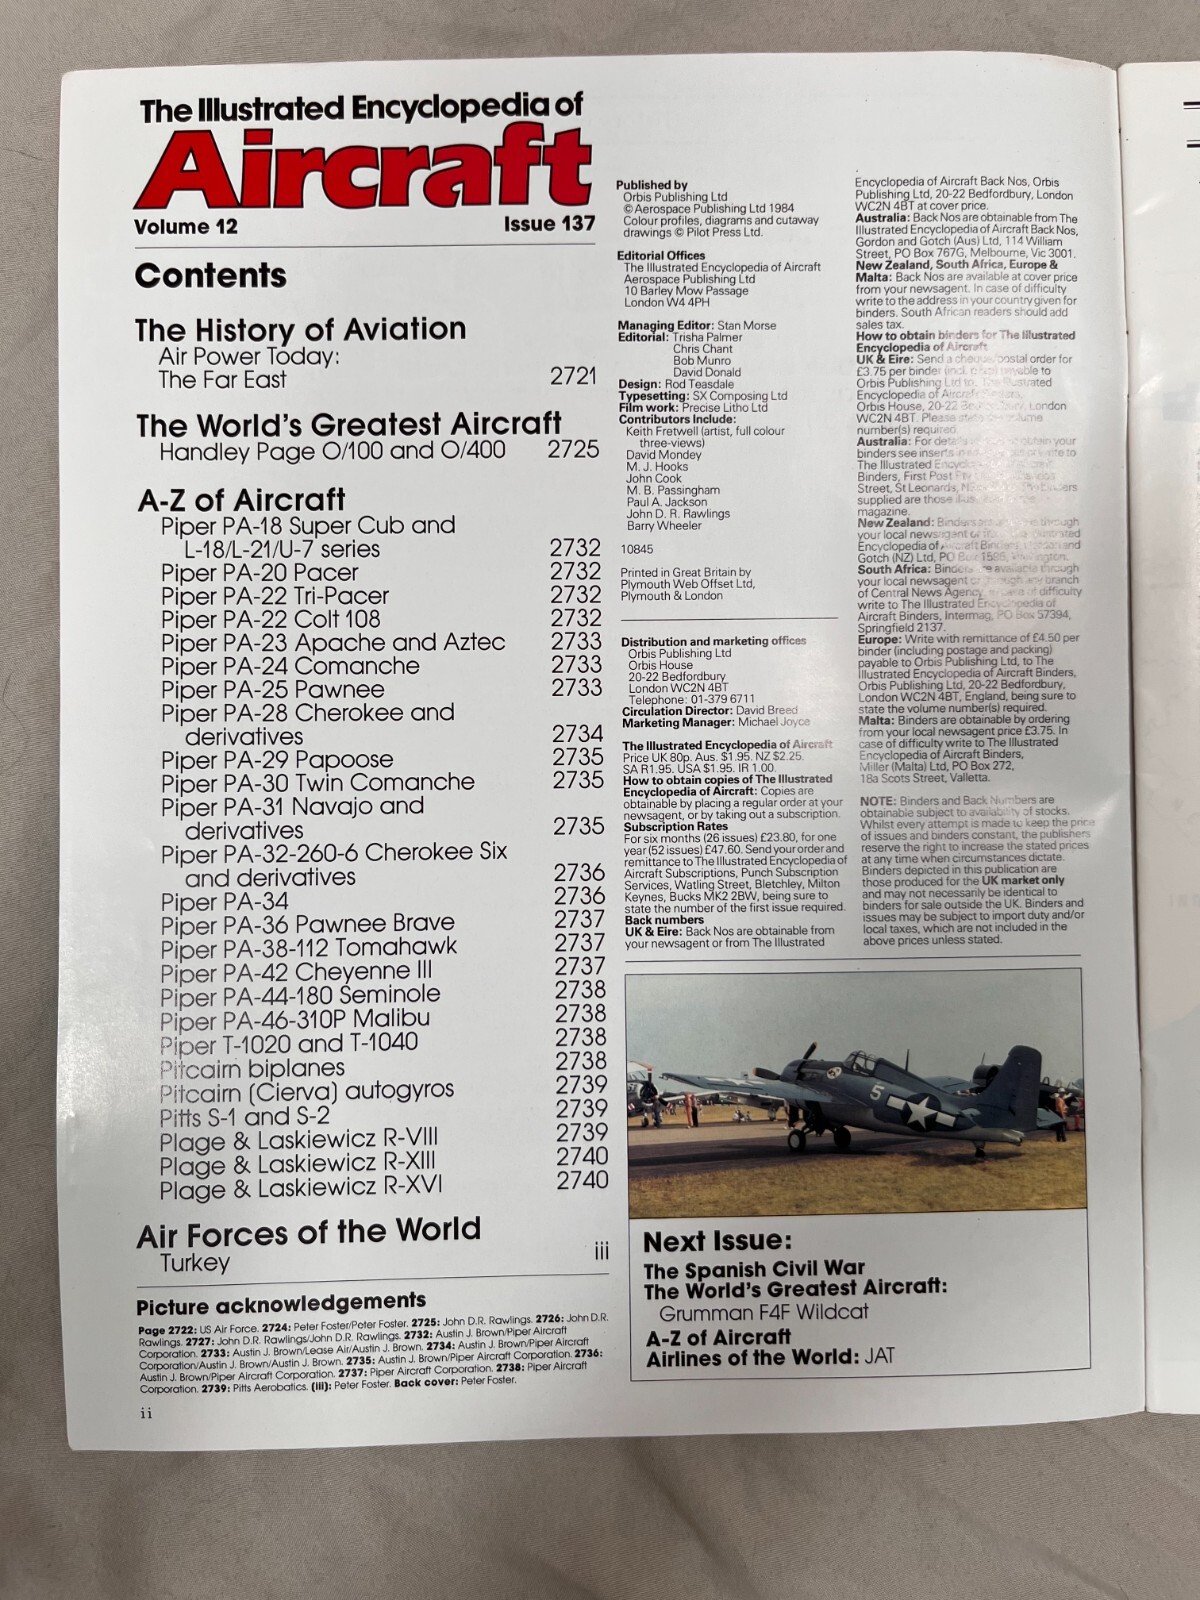 The Illustrated Encyclopedia of
Aircraft
Volume 12 Issue 137
Contents
The History of Aviation
Air Power Today:
The Far East 2721
The World's Greatest Aircraft
Handley Page O/100 and O/400 2725
A-Z of Aircraft
Piper PA-18 Super Cub and
L-18/L-21/U-7 series 2732
Piper PA-20 Pacer 2732
Piper PA-22 Tri-Pacer 2732
Piper PA-22 Colt 108 2732
Piper PA-23 Apache and Aztec 2733
Piper PA-24 Comanche 2733
Piper PA-25 Pawnee 2733
Piper PA-28 Cherokee and
derivatives 2734
Piper PA-29 Papoose 2735
Piper PA-30 Twin Comanche 2735
Piper PA-31 Navajo and
derivatives 2735
Piper PA-32-260-6 Cherokee Six
and derivatives 2736
Piper PA-34 2736
Piper PA-36 Pawnee Brave 2737
Piper PA-38-112 Tomahawk 2737
Piper PA-42 Cheyenne III 2737
Piper PA-44-180 Seminole 2738
Piper PA-46-310P Malibu 2738
Piper T-1020 and T-1040 2738
Pitcairn biplanes 2738
Pitcairn (Cierva) autogyros 2739
Pitts S-1 and S-2 2739
Plage & Laskiewicz R-VIII 2739
Plage & Laskiewicz R-XIII 2740
Plage & Laskiewicz R-XVI 2740
Air Forces of the World
Turkey iii
Picture acknowledgements
Page 2722: US Air Force. 2724: Peter Foster/Peter Foster. 2725: John D.R. Rawlings. 2726: John D.R.
Rawlings. 2727: John D.R. Rawlings/John D.R. Rawlings. 2732: Austin J. Brown/Piper Aircraft
Corporation. 2733: Austin J. Brown/Lease Air/Austin J. Brown. 2734: Austin J. Brown/Piper Aircraft
Corporation/Austin J. Brown/Austin J. Brown. 2735: Austin J. Brown/Piper Aircraft Corporation. 2736:
Austin J. Brown/Piper Aircraft Corporation. 2737: Piper Aircraft Corporation. 2738: Piper Aircraft
Corporation. 2739: Pitts Aerobatics. (iii): Peter Foster. Back cover: Peter Foster.
ii
Published by
Orbis Publishing Ltd
© Aerospace Publishing Ltd 1984
Colour profiles, diagrams and cutaway
drawings © Pilot Press Ltd.
Editorial Offices
The Illustrated Encyclopedia of Aircraft
Aerospace Publishing Ltd
10 Barley Mow Passage
London W4 4PH
Managing Editor: Stan Morse
Editorial: Trisha Palmer
Chris Chant
Bob Munro
David Donald
Design: Rod Teasdale
Typesetting: SX Composing Ltd
Film work: Precise Litho Ltd
Contributors Include:
Keith Fretwell (artist, full colour
three-views)
David Mondey
M. J. Hooks
John Cook
M. B. Passingham
Paul A. Jackson
John D. R. Rawlings
Barry Wheeler
10845
Printed in Great Britain by
Plymouth Web Offset Ltd,
Plymouth & London
Distribution and marketing offices
Orbis Publishing Ltd
Orbis House
20-22 Bedfordbury
London WC2N 4BT
Telephone: 01-379 6711
Circulation Director: David Breed
Marketing Manager: Michael Joyce
The Illustrated Encyclopedia of Aircraft
Price UK 80p. Aus. $1.95. NZ $2.25.
SA R1.95. USA $1.95. IR 1.00.
How to obtain copies of The Illustrated
Encyclopedia of Aircraft: Copies are
obtainable by placing a regular order at your
newsagent, or by taking out a subscription.
Subscription Rates
For six months (26 issues) £23.80, for one
year (52 issues) £47.60. Send your order and
remittance to The Illustrated Encyclopedia of
Aircraft Subscriptions, Punch Subscription
Services, Watling Street, Bletchley, Milton
Keynes, Bucks MK2 2BW, being sure to
state the number of the first issue required.
Back numbers
UK & Eire: Back Nos are obtainable from
your newsagent or from The Illustrated
Encyclopedia of Aircraft Back Nos, Orbis
Publishing Ltd, 20-22 Bedfordbury, London
WC2N 4BT at cover price.
Australia: Back Nos are obtainable from The
Illustrated Encyclopedia of Aircraft Back Nos,
Gordon and Gotch (Aus) Ltd, 114 William
Street, PO Box 767G, Melbourne, Vic 3001.
New Zealand, South Africa, Europe &
Malta: Back Nos are available at cover price
from your newsagent. In case of difficulty
write to the address in your country given for
binders. South African readers should add
sales tax.
How to obtain binders for The Illustrated
Encyclopedia of Aircraft
UK & Eire: Send a cheque/postal order for
£3.75 per binder (incl. payable to
Orbis Publishing Ltd to: The Illustrated
Encyclopedia of Aircraft
Orbis House, 20-22 London
WC2N 4BT. Please state volume
number(s) required.
Australia: For details your
binders see inserts write to
The Illustrated
Binders, First Post
Street, St Leonards,
supplied are those
magazine.
New Zealand: Binders through
your local newsagent
Encyclopedia of Aircraft and
Gotch (NZ) Ltd, PO Box 1595,
South Africa: Binders are available through
your local newsagent or through any branch
of Central News Agency. difficulty
write to The Illustrated Encyclopedia of
Aircraft Binders, Intermag, PO Box 57394,
Springfield 2137.
Europe: Write with remittance of £4.50 per
binder (including postage and packing)
payable to Orbis Publishing Ltd, to The
Illustrated Encyclopedia of Aircraft Binders,
Orbis Publishing Ltd, 20-22 Bedfordbury,
London WC2N 4BT, England, being sure to
state the volume number(s) required.
Malta: Binders are obtainable by ordering
from your local newsagent price £3.75. In
case of difficulty write to The Illustrated
Encyclopedia of Aircraft Binders,
Miller (Malta) Ltd, PO Box 272,
18a Scots Street, Valletta.
NOTE: Binders and Back Numbers are
obtainable subject to availability of stocks.
Whilst every attempt is made to keep the price
of issues and binders constant, the publishers
reserve the right to increase the stated prices
at any time when circumstances dictate.
Binders depicted in this publication are
those produced for the UK market only
and may not necessarily be identical to
binders for sale outside the UK. Binders and
issues may be subject to import duty and/or
local taxes, which are not included in the
above prices unless stated.
5
Next Issue:
The Spanish Civil War
The World's Greatest Aircraft:
Grumman F4F Wildcat
A-Z of Aircraft
Airlines of the World: JAT